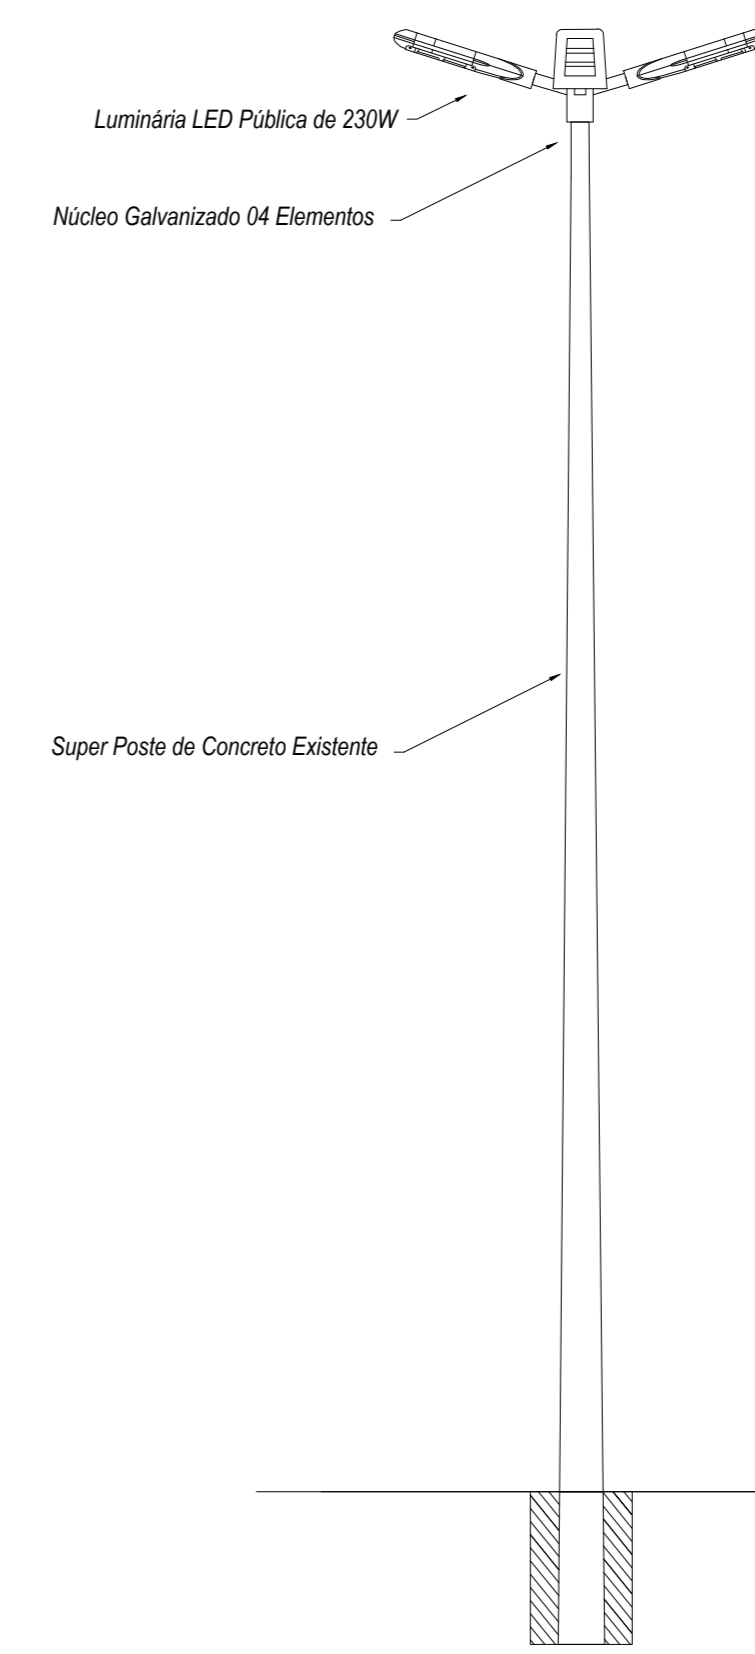 Luminária LED Pública de 230W
Núcleo Galvanizado 04 Elementos
Super Poste de Concreto Existente